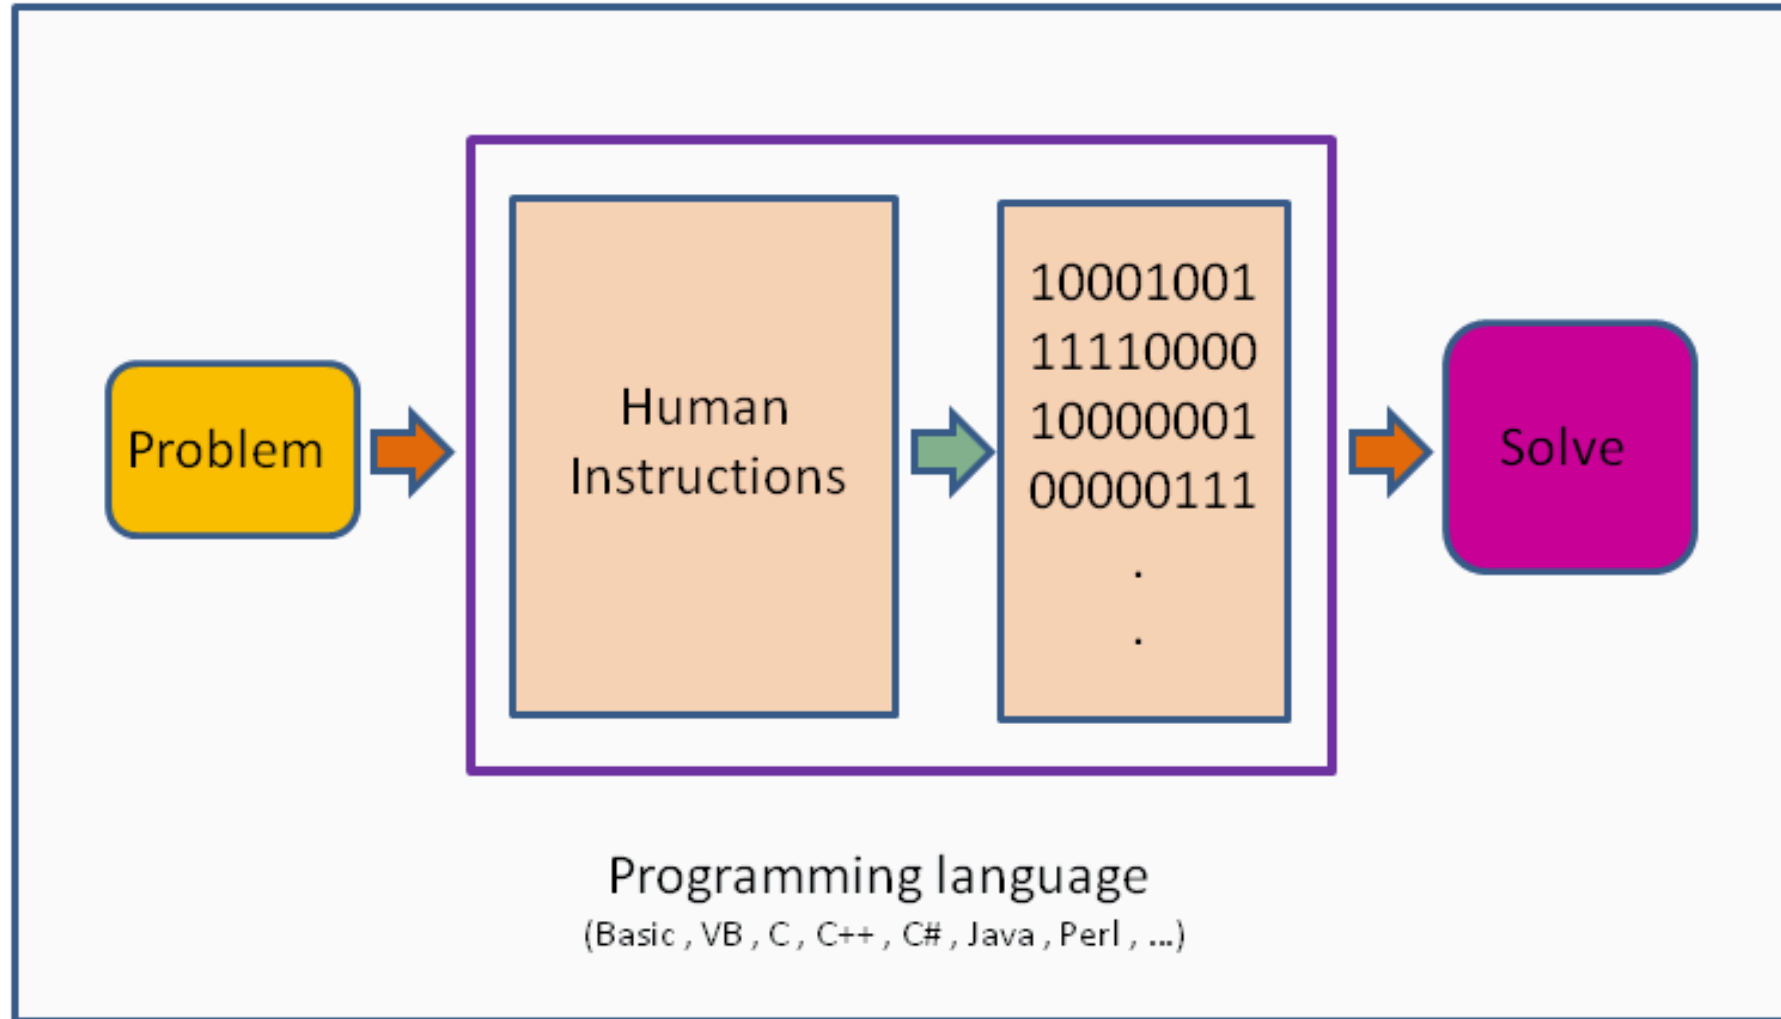 Problem
Human
Instructions
10001001
11110000
10000001
00000111
.
.
Solve
Programming language
(Basic , VB , C , C++ , C# , Java , Perl , ...)